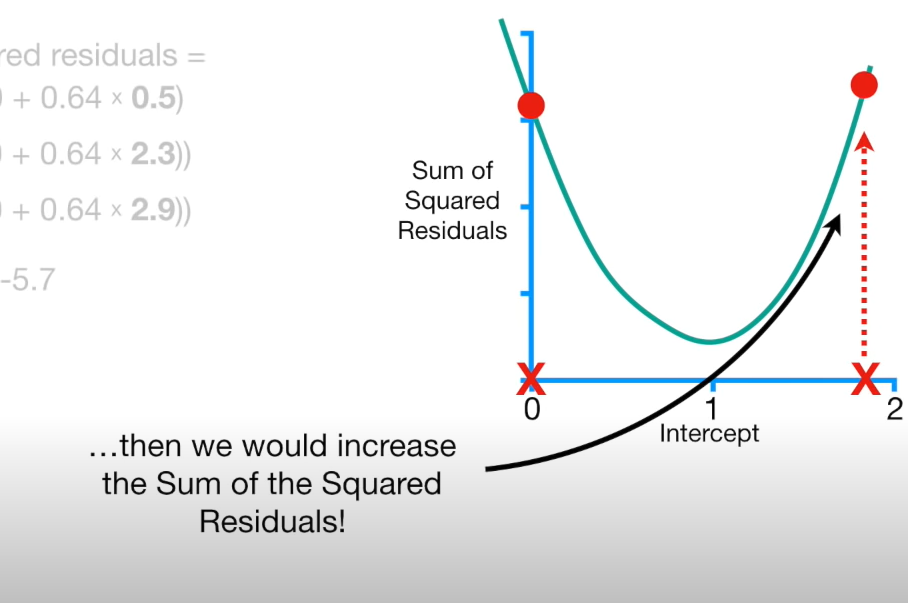 red residuals =
+ 0.64 × 0.5)
+ 0.64 × 2.3))
+ 0.64 × 2.9))
-5.7
Sum of
Squared
Residuals
0
1
2
Intercept
…then we would increase
the Sum of the Squared
Residuals!